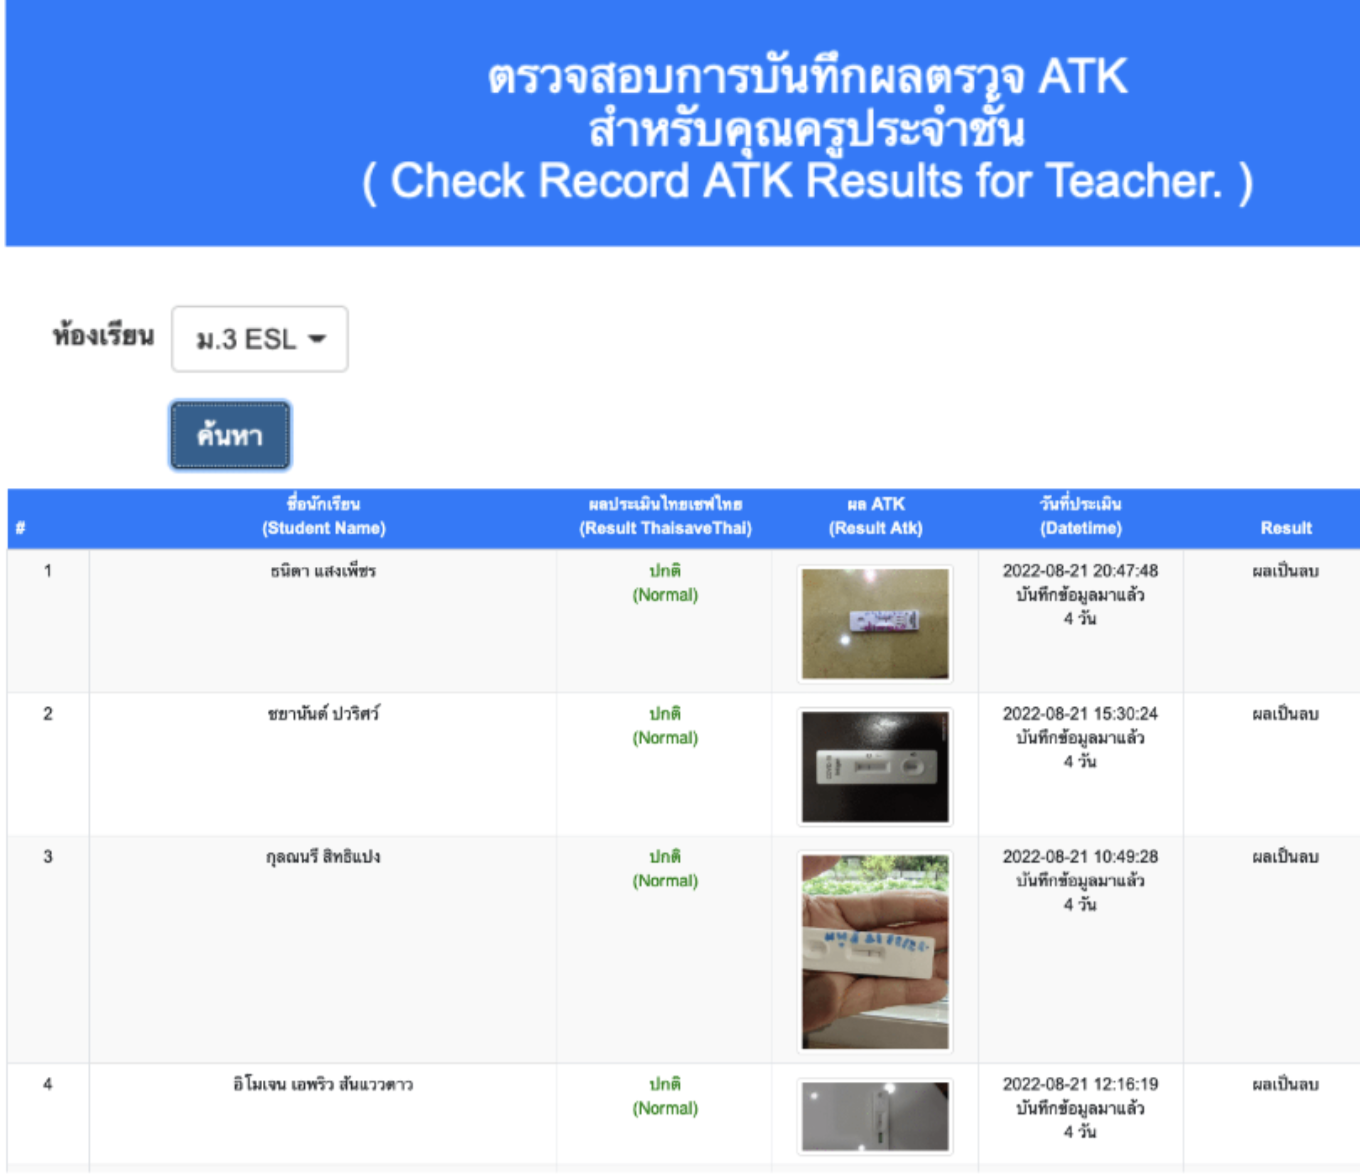 ตรวจสอบการบันทึกผลตรวจ ATK
สำหรับคุณครูประจำชั้น
( Check Record ATK Results for Teacher. )
ห้องเรียน ม.3 ESL
ค้นหา
# ชื่อนักเรียน (Student Name) ผลประเมินไทยเซฟไทย (Result ThaisaveThai) ผล ATK (Result Atk) วันที่ประเมิน (Datetime) Result
1 ธนิดา แสงเพ็ชร ปกติ 2022-08-21 20:47:48 ผลเป็นลบ
(Normal) บันทึกข้อมูลมาแล้ว
4 วัน
2 ชยานันต์ ปวริศว์ ปกติ 2022-08-21 15:30:24 ผลเป็นลบ
(Normal) บันทึกข้อมูลมาแล้ว
4 วัน
3 กุลณนรี สิทธิแปง ปกติ 2022-08-21 10:49:28 ผลเป็นลบ
(Normal) บันทึกข้อมูลมาแล้ว
4 วัน
4 อิโมเจน เอพริว สันแววดาว ปกติ 2022-08-21 12:16:19 ผลเป็นลบ
(Normal) บันทึกข้อมูลมาแล้ว
4 วัน